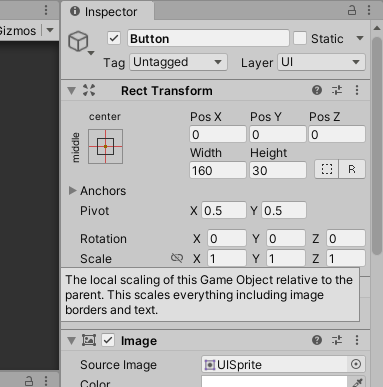 Gizmos
Inspector
Button
Static
Tag Untagged Layer UI
Rect Transform
center
middle
Pos X Pos Y Pos Z
0 0 0
Width Height
160 30
R
Anchors
Pivot X 0.5 Y 0.5
Rotation X 0 Y 0 Z 0
Scale X 1 Y 1 Z 1
The local scaling of this Game Object relative to the
parent. This scales everything including image
borders and text.
Image
Source Image UISprite
Color